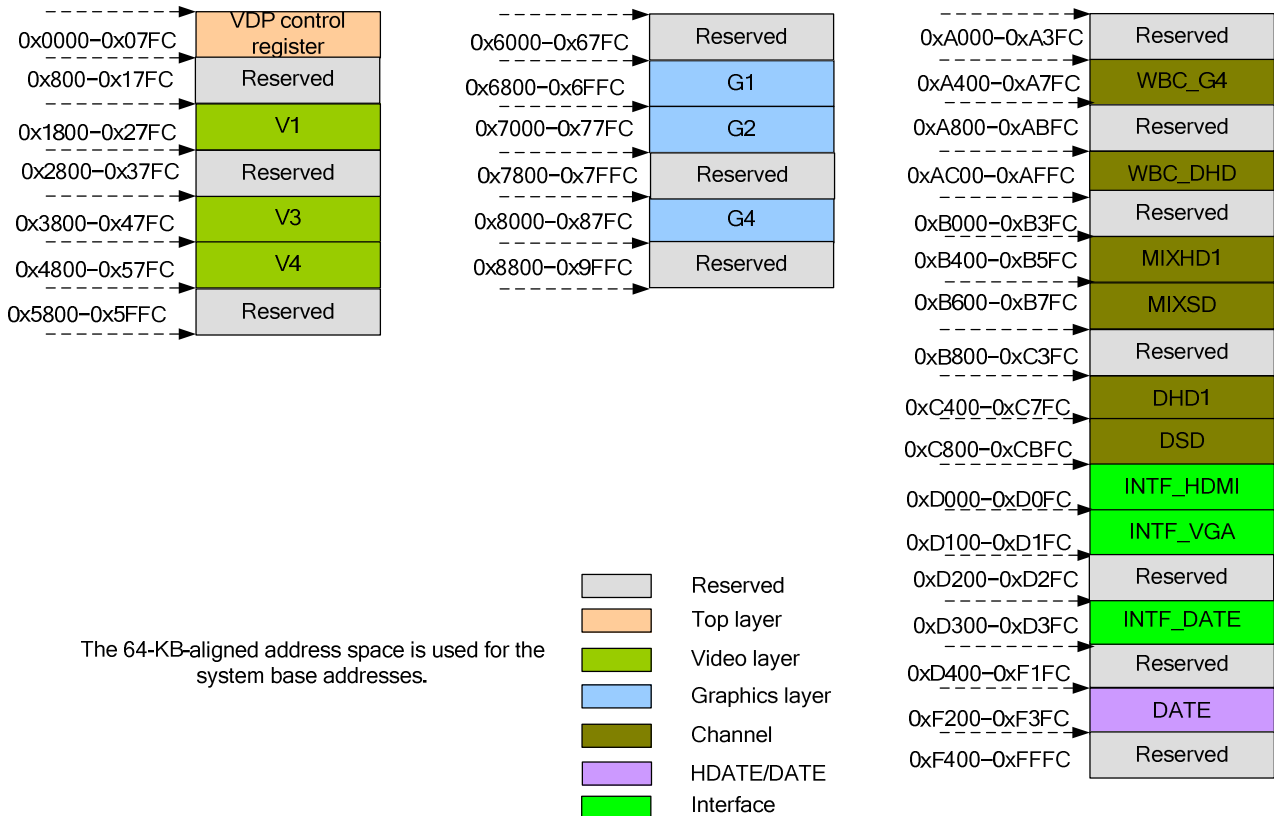 VDP control
register
0x0000−0x07FC
0x800−0x17FC
Reserved
0x1800−0x27FC
V1
0x2800−0x37FC
Reserved
0x3800−0x47FC
V3
0x4800−0x57FC
V4
0x5800−0x5FFC
Reserved
0x6000−0x67FC
Reserved
0x6800−0x6FFC
G1
0x7000−0x77FC
G2
0x7800−0x7FFC
Reserved
0x8000−0x87FC
G4
0x8800−0x9FFC
Reserved
0xA000−0xA3FC
Reserved
0xA400−0xA7FC
WBC_G4
0xA800−0xABFC
Reserved
0xAC00−0xAFFC
WBC_DHD
0xB000−0xB3FC
Reserved
0xB400−0xB5FC
MIXHD1
0xB600−0xB7FC
MIXSD
0xB800−0xC3FC
Reserved
0xC400−0xC7FC
DHD1
0xC800−0xCBFC
DSD
0xD000−0xD0FC
INTF_HDMI
0xD100−0xD1FC
INTF_VGA
0xD200−0xD2FC
Reserved
0xD300−0xD3FC
INTF_DATE
0xD400−0xF1FC
Reserved
0xF200−0xF3FC
DATE
0xF400−0xFFFC
Reserved
The 64-KB-aligned address space is used for the
system base addresses.
Reserved
Top layer
Video layer
Graphics layer
Channel
HDATE/DATE
Interface